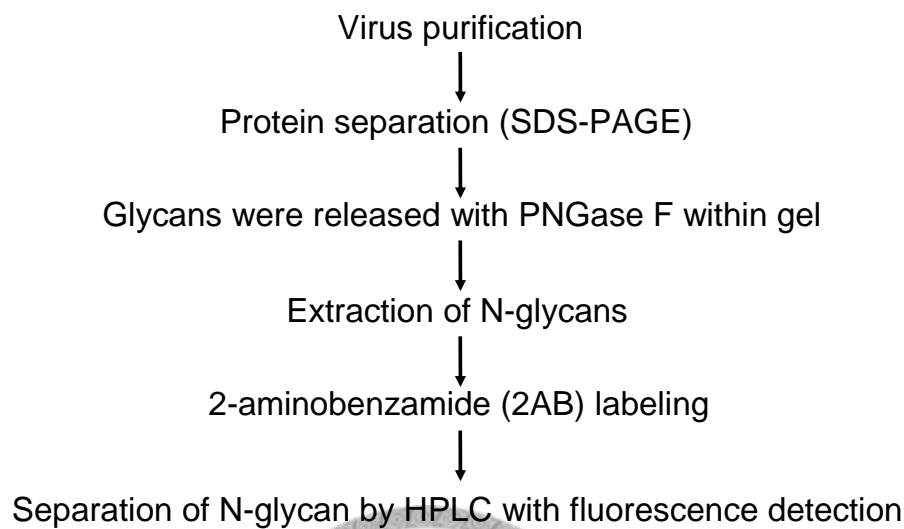 Virus purification
Protein separation (SDS-PAGE)
Glycans were released with PNGase F within gel
Extraction of N-glycans
2-aminobenzamide (2AB) labeling
Separation of N-glycan by HPLC with fluorescence detection